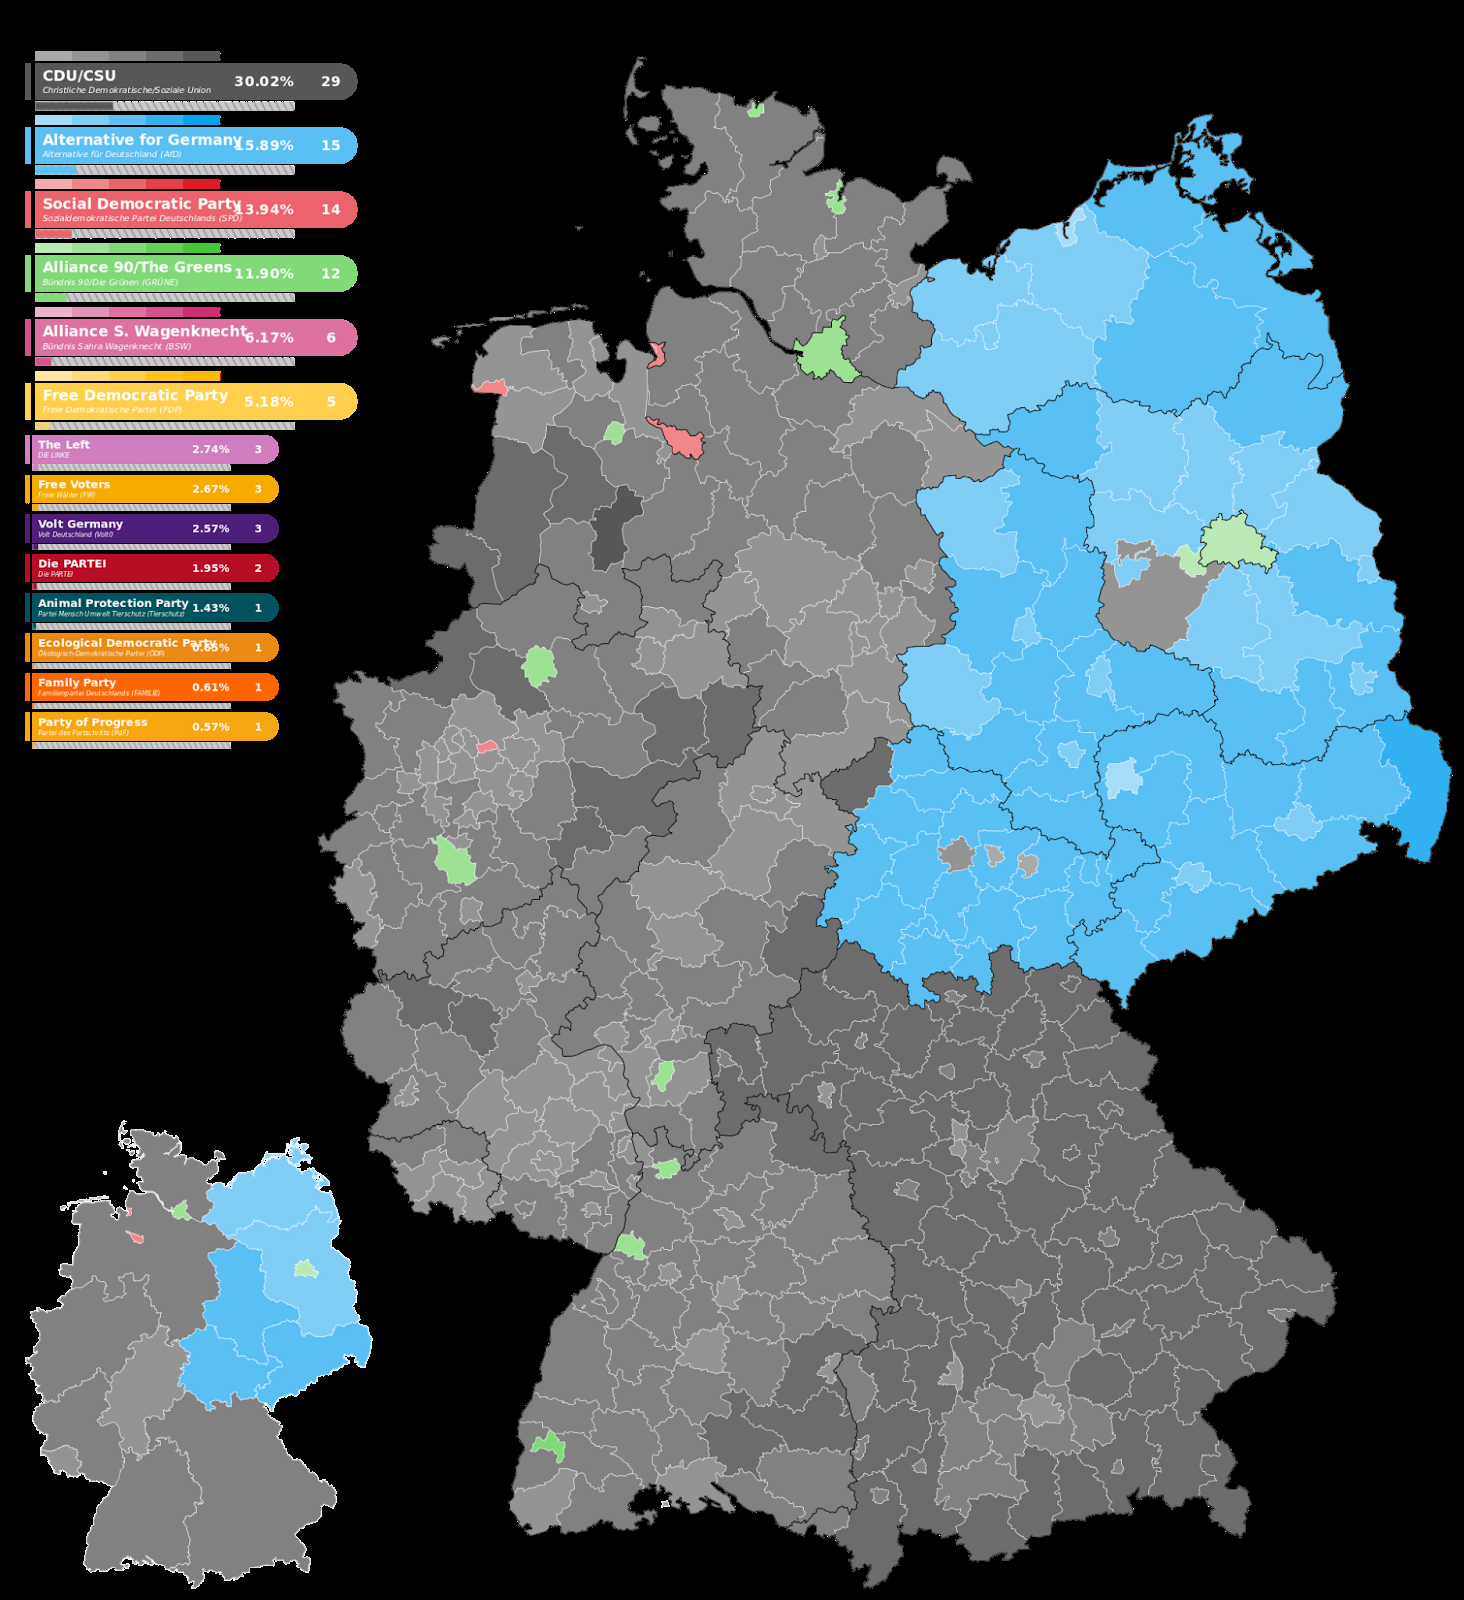 CDU/CSU 30.02% 29
Christliche Demokratische/Soziale Union
Alternative for Germany 15.89% 15
Alternative für Deutschland (AfD)
Social Democratic Party 13.94% 14
Sozialdemokratische Partei Deutschlands (SPD)
Alliance 90/The Greens 11.90% 12
Bündnis 90/Die Grünen (GRÜNE)
Alliance S. Wagenknecht 6.17% 6
Bündnis Sahra Wagenknecht (BSW)
Free Democratic Party 5.18% 5
Freie Demokratische Partei (FDP)
The Left 2.74% 3
DIE LINKE
Free Voters 2.67% 3
Freie Wähler (FW)
Volt Germany 2.57% 3
Volt Deutschland (Volt)
Die PARTEI 1.95% 2
Die PARTEI
Animal Protection Party 1.43% 1
Partei Mensch Umwelt Tierschutz (Tierschutz)
Ecological Democratic Party 0.65% 1
Ökologisch-Demokratische Partei (ÖDP)
Family Party 0.61% 1
Familienpartei Deutschlands (FAMILIE)
Party of Progress 0.57% 1
Partei des Fortschritts (PdF)